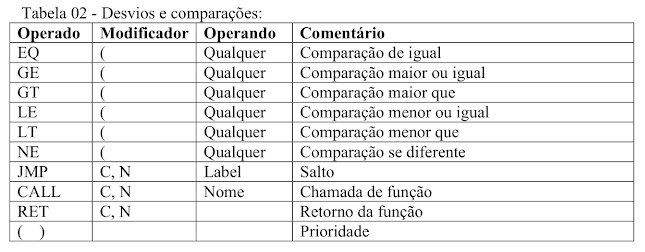 Tabela 02 - Desvios e comparações:
Operado Modificador Operando Comentário
EQ ( Qualquer Comparação de igual
GE ( Qualquer Comparação maior ou igual
GT ( Qualquer Comparação maior que
LE ( Qualquer Comparação menor ou igual
LT ( Qualquer Comparação menor que
NE ( Qualquer Comparação se diferente
JMP C, N Label Salto
CALL C, N Nome Chamada de função
RET C, N Retorno da função
( ) Prioridade